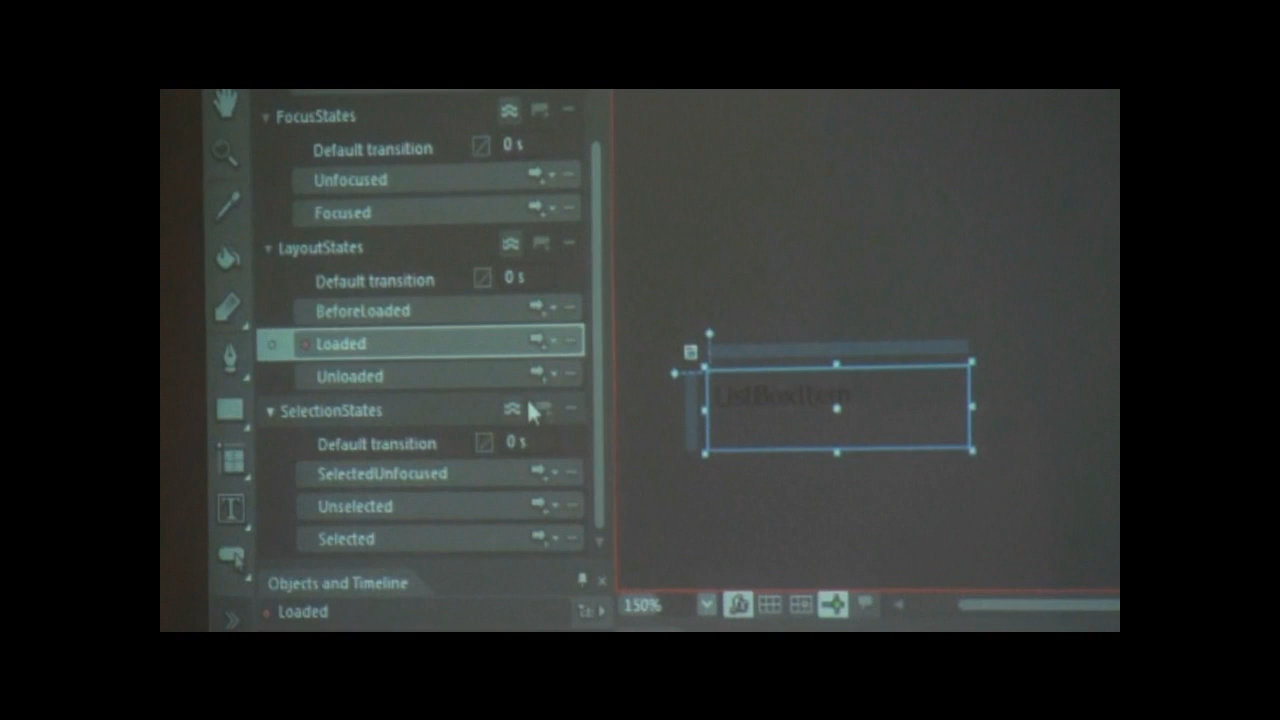 FocusStates
Default transition 0 s
Unfocused
Focused
LayoutStates
Default transition 0 s
BeforeLoaded
Loaded
Unloaded
SelectionStates
Default transition 0 s
SelectedUnfocused
Unselected
Selected
Objects and Timeline
Loaded
ListBoxItem
150%